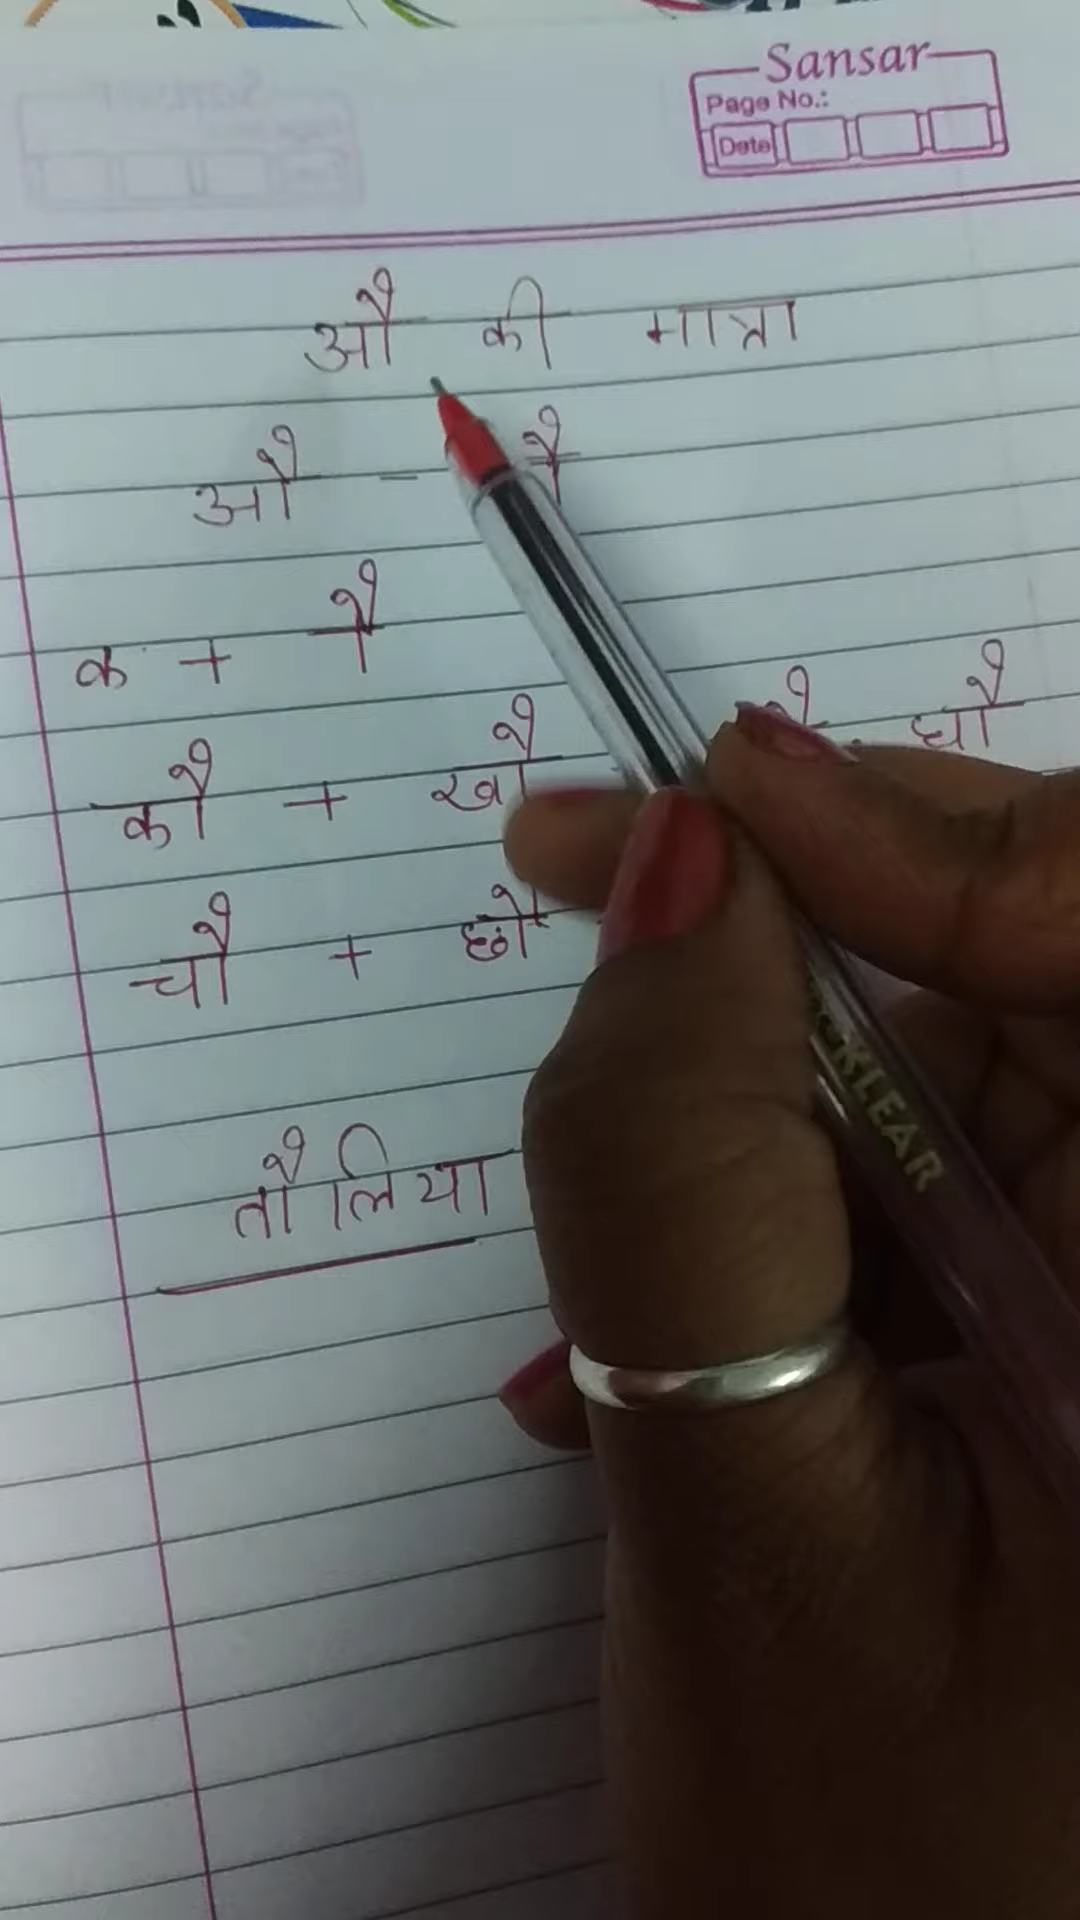 Sansar
Page No.:
Date
औ की मात्रा
औ - ौ
क + ौ
कौ + खौ घौ
चौ + छौ
तौलिया